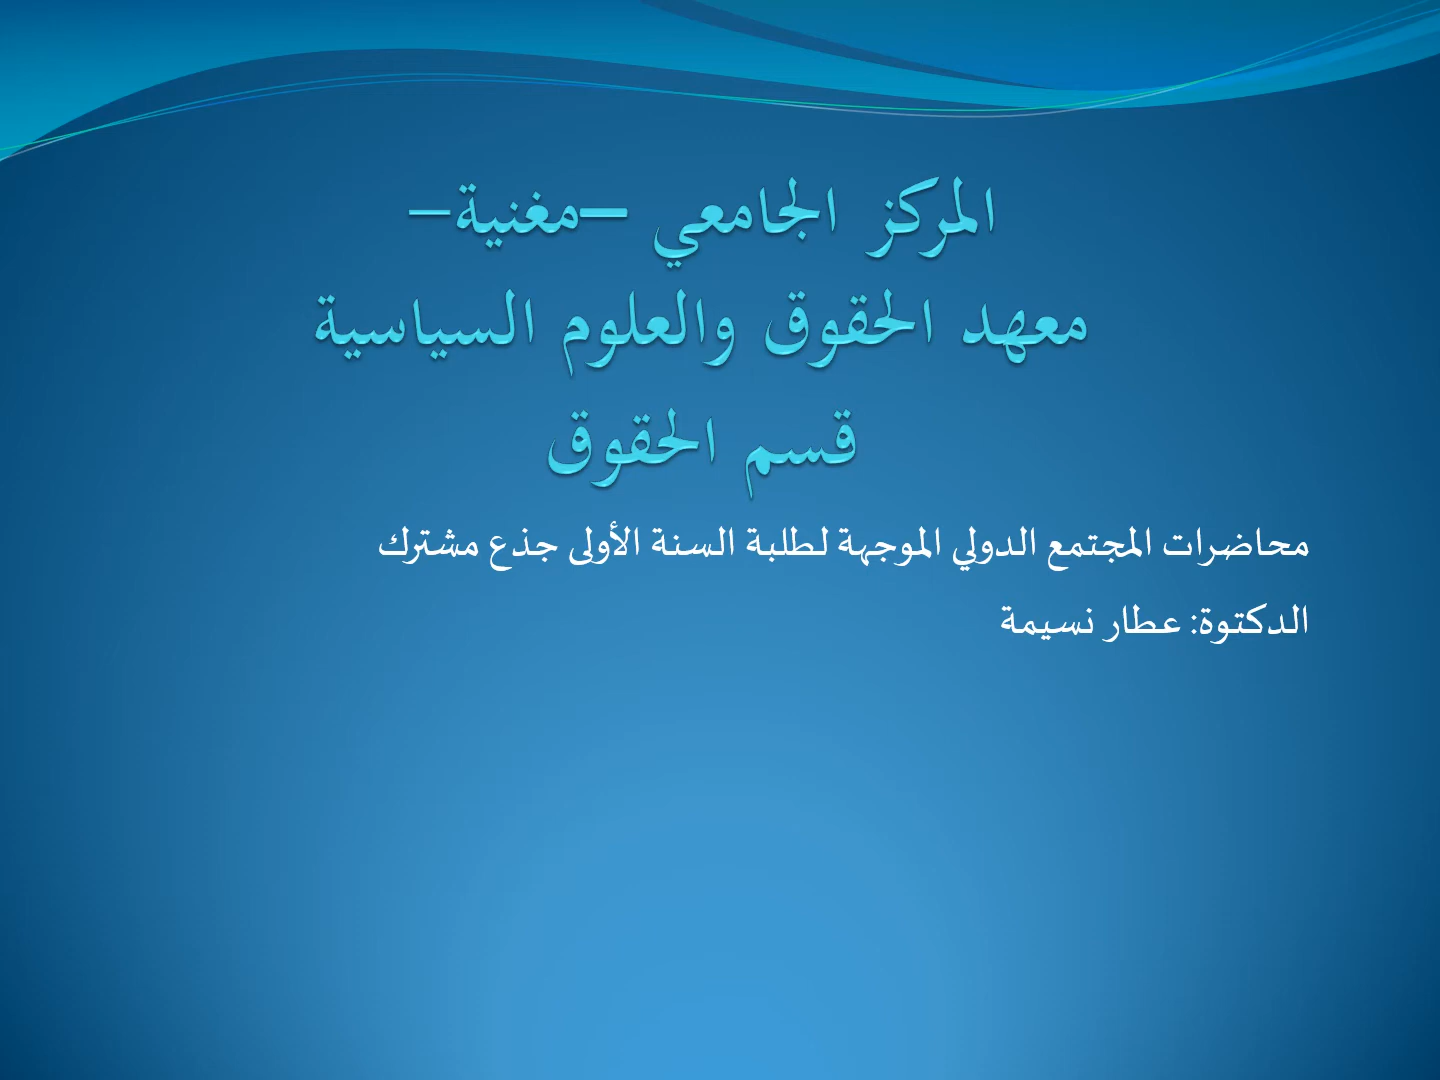 المركز الجامعي –مغنية–
معهد الحقوق والعلوم السياسية
قسم الحقوق
محاضرات المجتمع الدولي الموجهة لطلبة السنة الأولى جذع مشترك
الدكتوة: عطار نسيمة